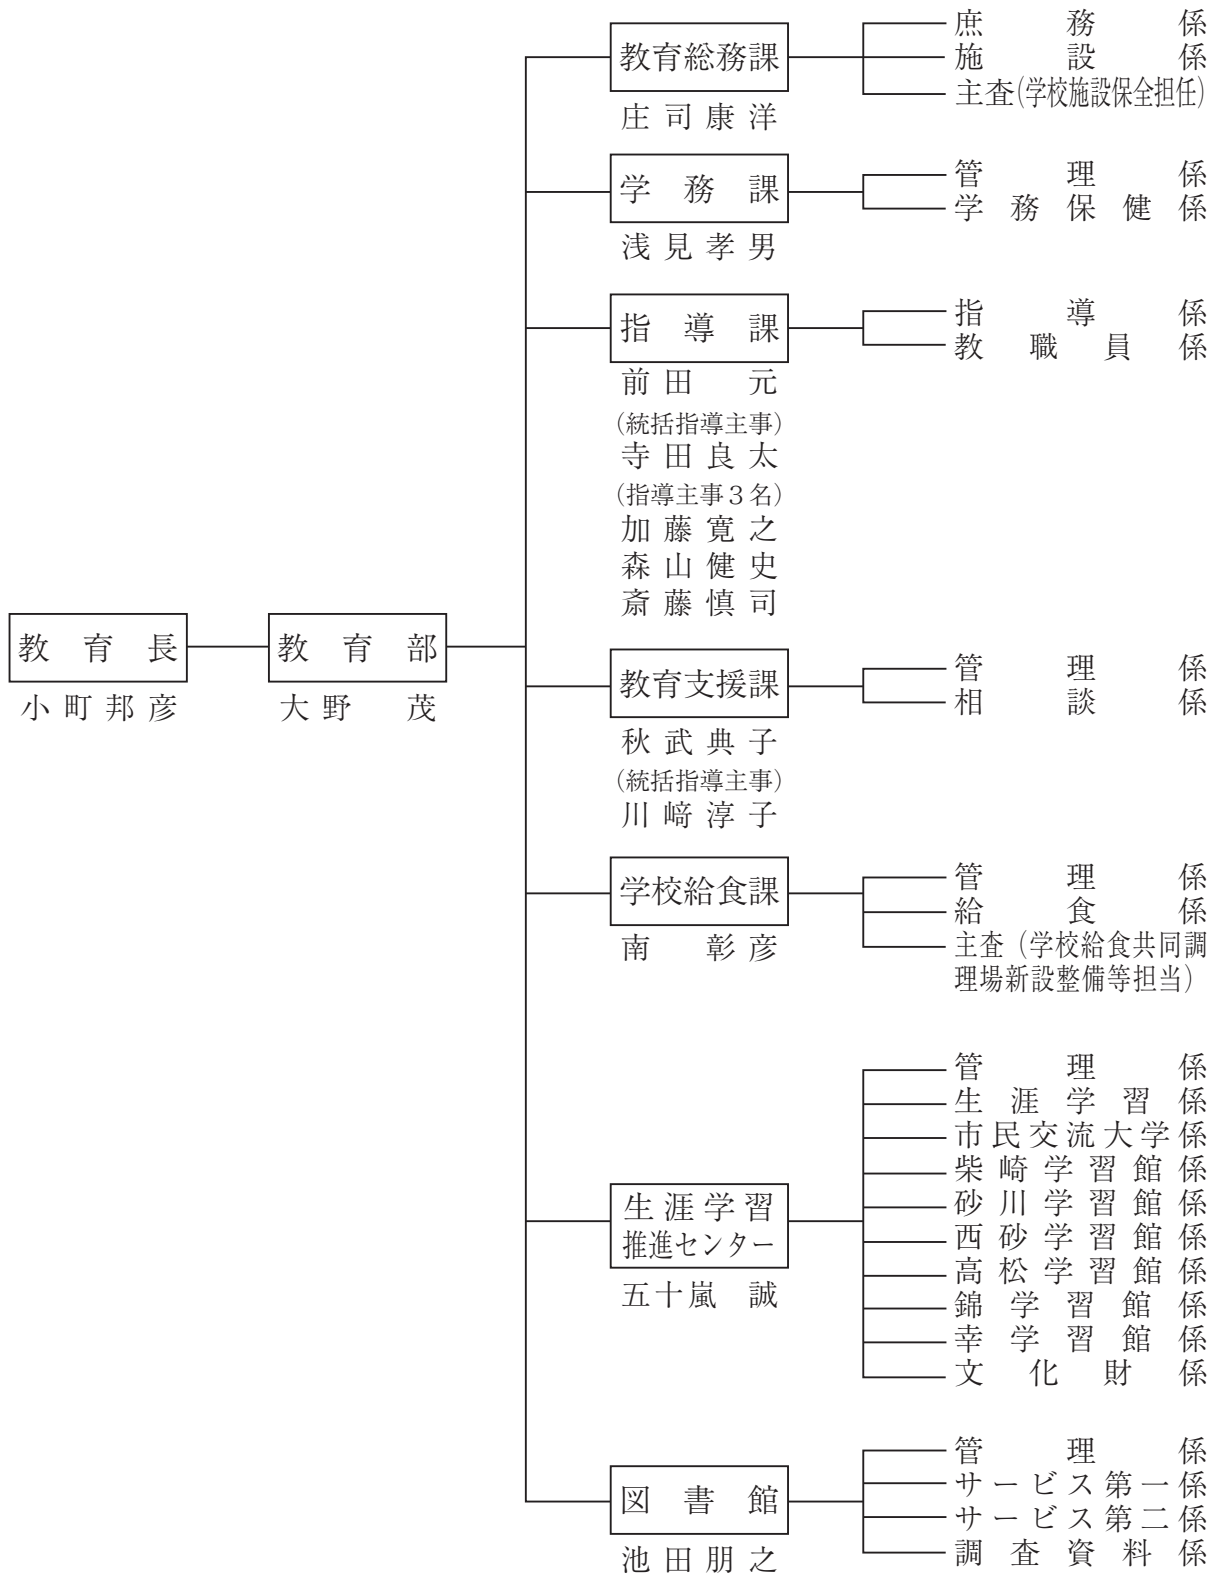 教育長
小町邦彦
教育部
大野　茂
教育総務課
庄司康洋
庶務係
施設係
主査(学校施設保全担任)
学務課
浅見孝男
管理係
学務保健係
指導課
前田　元
(統括指導主事)
寺田良太
(指導主事３名)
加藤寛之
森山健史
斎藤慎司
指導係
教職員係
教育支援課
秋武典子
(統括指導主事)
川﨑淳子
管理係
相談係
学校給食課
南　彰彦
管理係
給食係
主査（学校給食共同調
理場新設整備等担当）
生涯学習
推進センター
五十嵐　誠
管理係
生涯学習係
市民交流大学係
柴崎学習館係
砂川学習館係
西砂学習館係
高松学習館係
錦学習館係
幸学習館係
文化財係
図書館
池田朋之
管理係
サービス第一係
サービス第二係
調査資料係